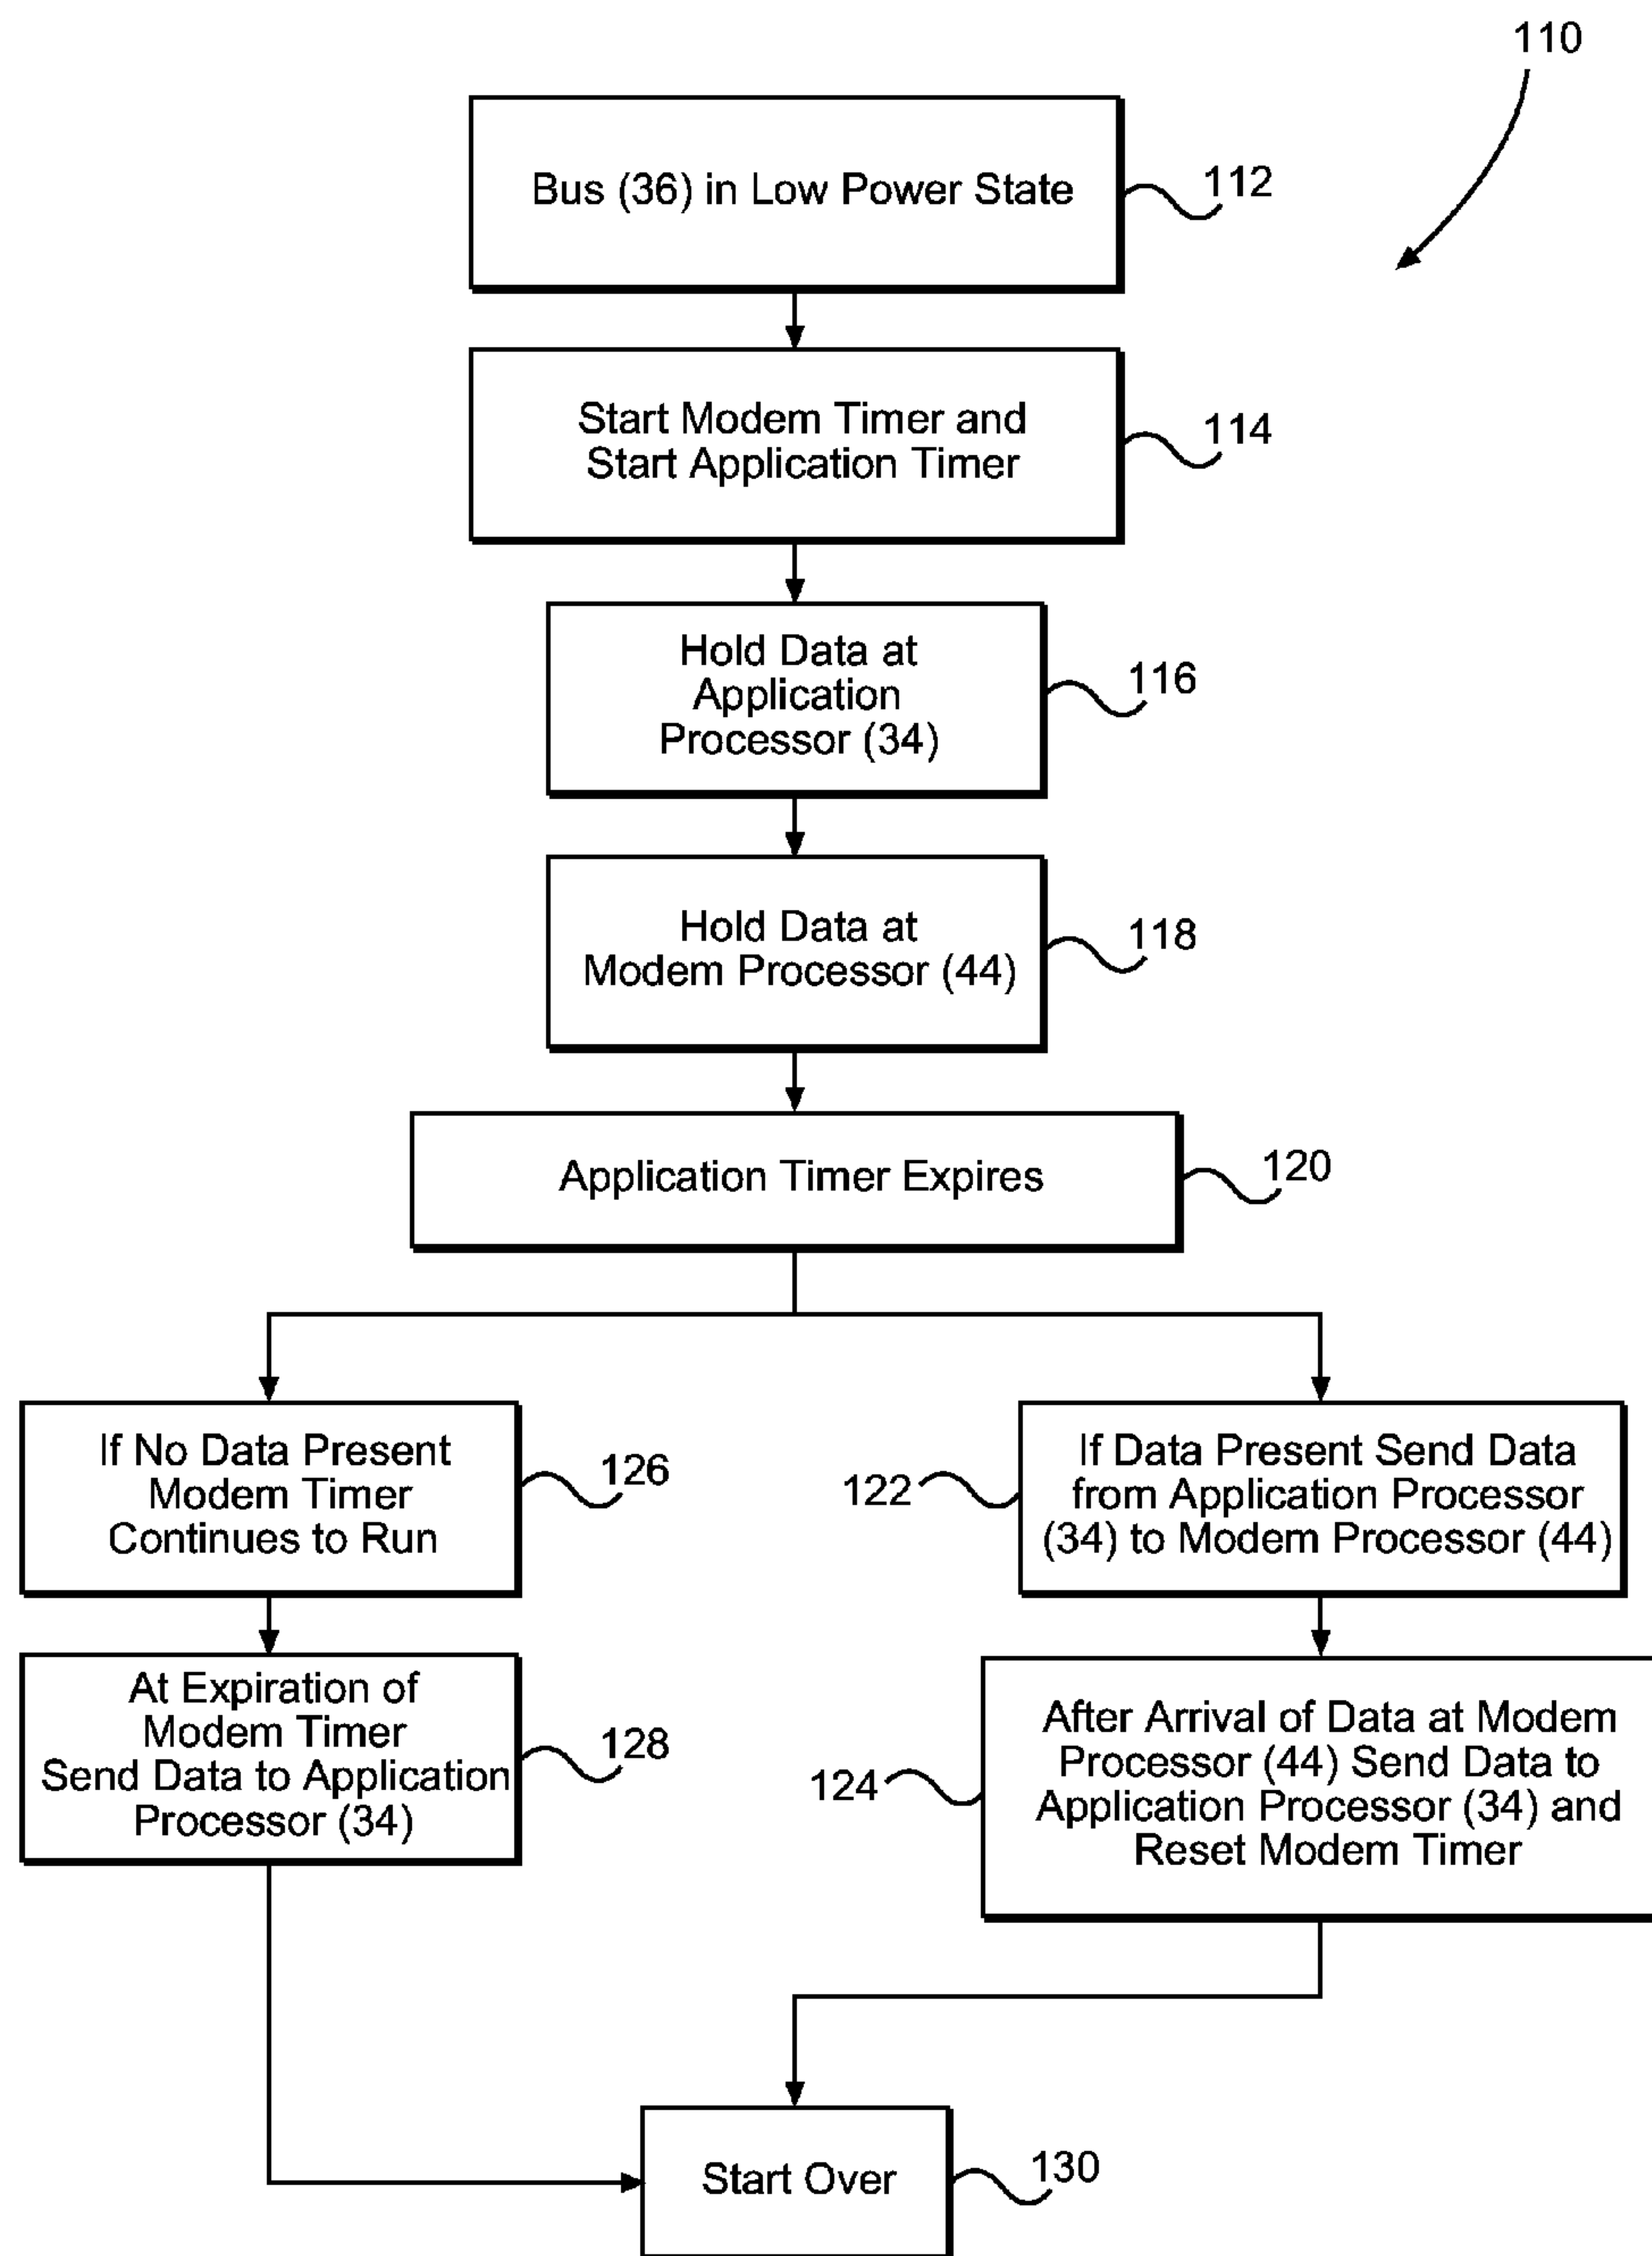 110
Bus (36) in Low Power State
112
Start Modem Timer and
Start Application Timer
114
Hold Data at
Application
Processor (34)
116
Hold Data at
Modem Processor (44)
118
Application Timer Expires
120
If No Data Present
Modem Timer
Continues to Run
126
122
If Data Present Send Data
from Application Processor
(34) to Modem Processor (44)
At Expiration of
Modem Timer
Send Data to Application
Processor (34)
128
124
After Arrival of Data at Modem
Processor (44) Send Data to
Application Processor (34) and
Reset Modem Timer
Start Over
130